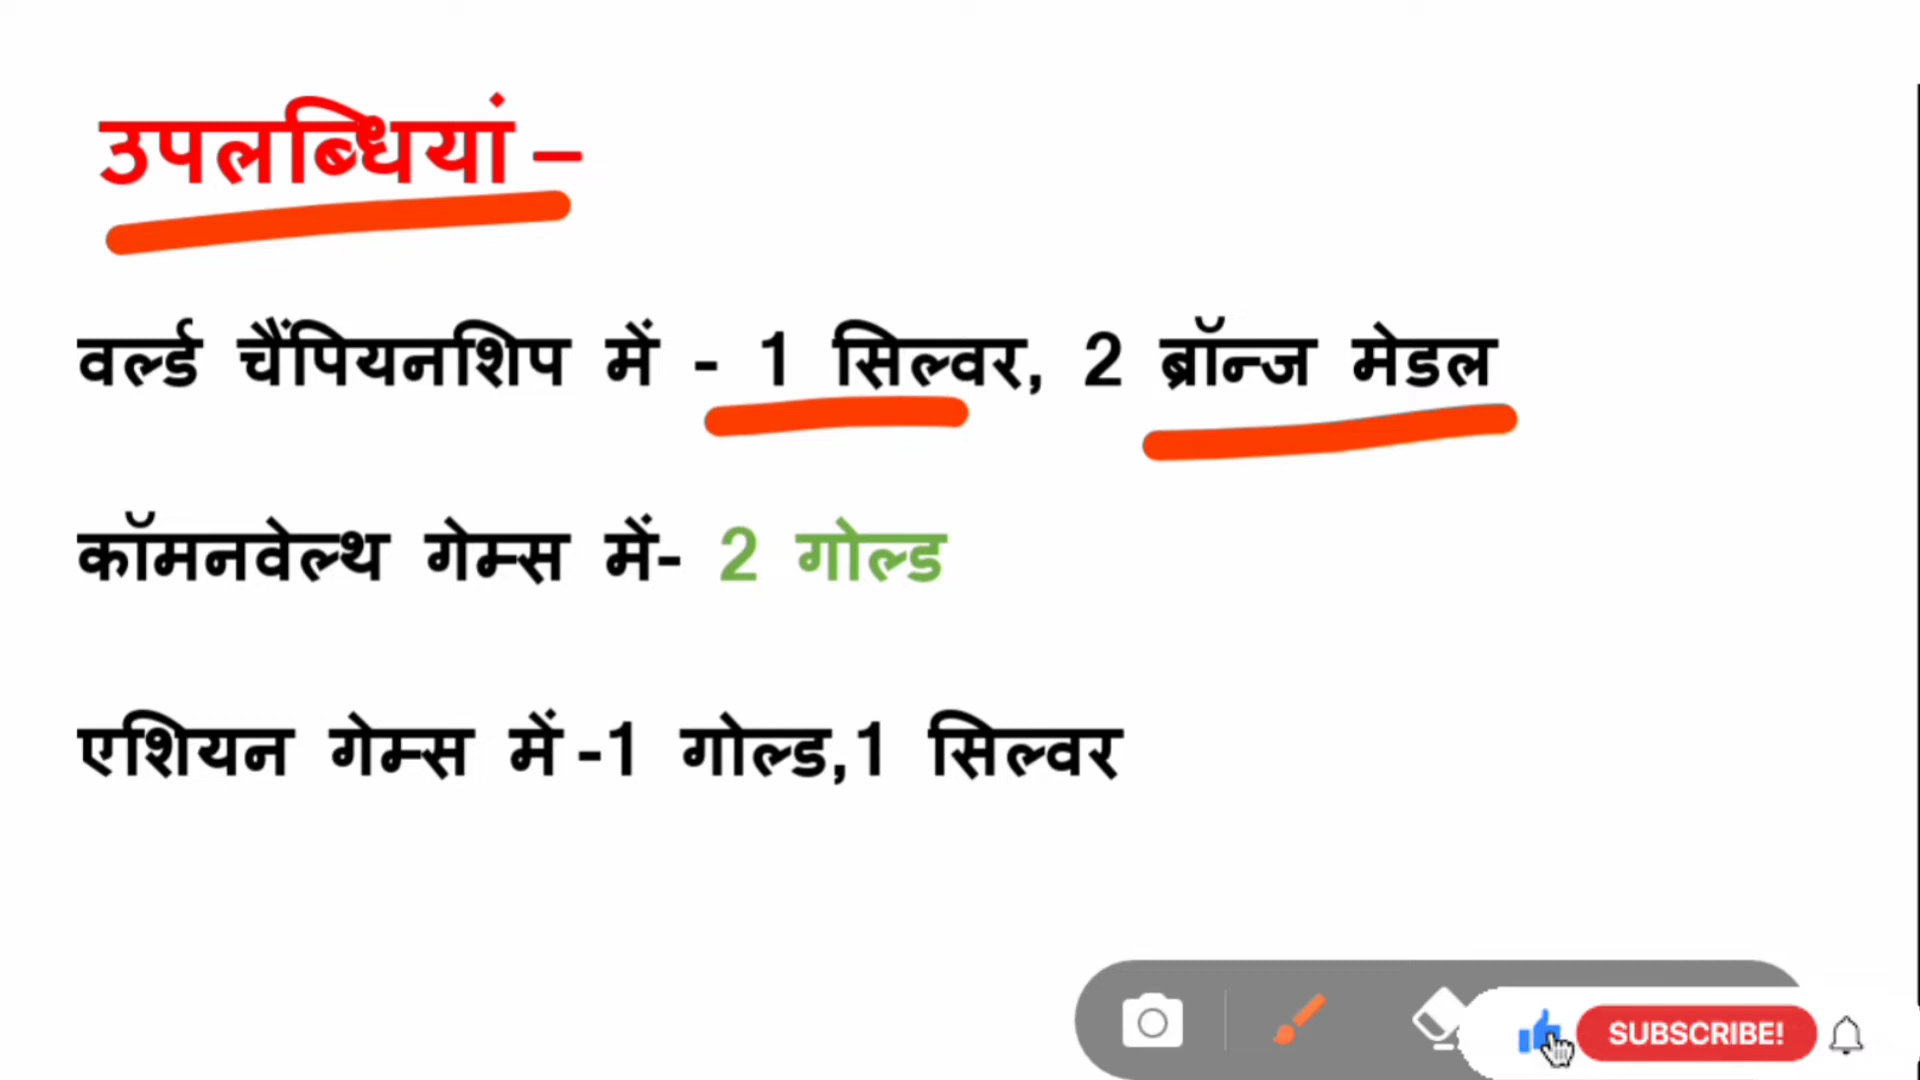 उपलब्धियां –
वर्ल्ड चैंपियनशिप में - 1 सिल्वर, 2 ब्रॉन्ज मेडल
कॉमनवेल्थ गेम्स में- 2 गोल्ड
एशियन गेम्स में -1 गोल्ड,1 सिल्वर
SUBSCRIBE!